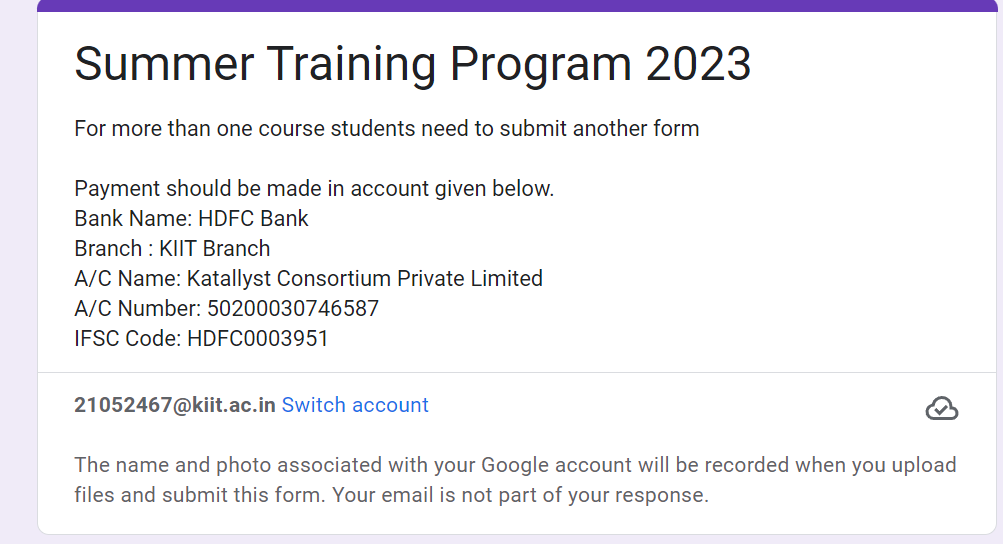 Summer Training Program 2023
For more than one course students need to submit another form
Payment should be made in account given below.
Bank Name: HDFC Bank
Branch : KIIT Branch
A/C Name: Katallyst Consortium Private Limited
A/C Number: 50200030746587
IFSC Code: HDFC0003951
21052467@kiit.ac.in Switch account
The name and photo associated with your Google account will be recorded when you upload
files and submit this form. Your email is not part of your response.